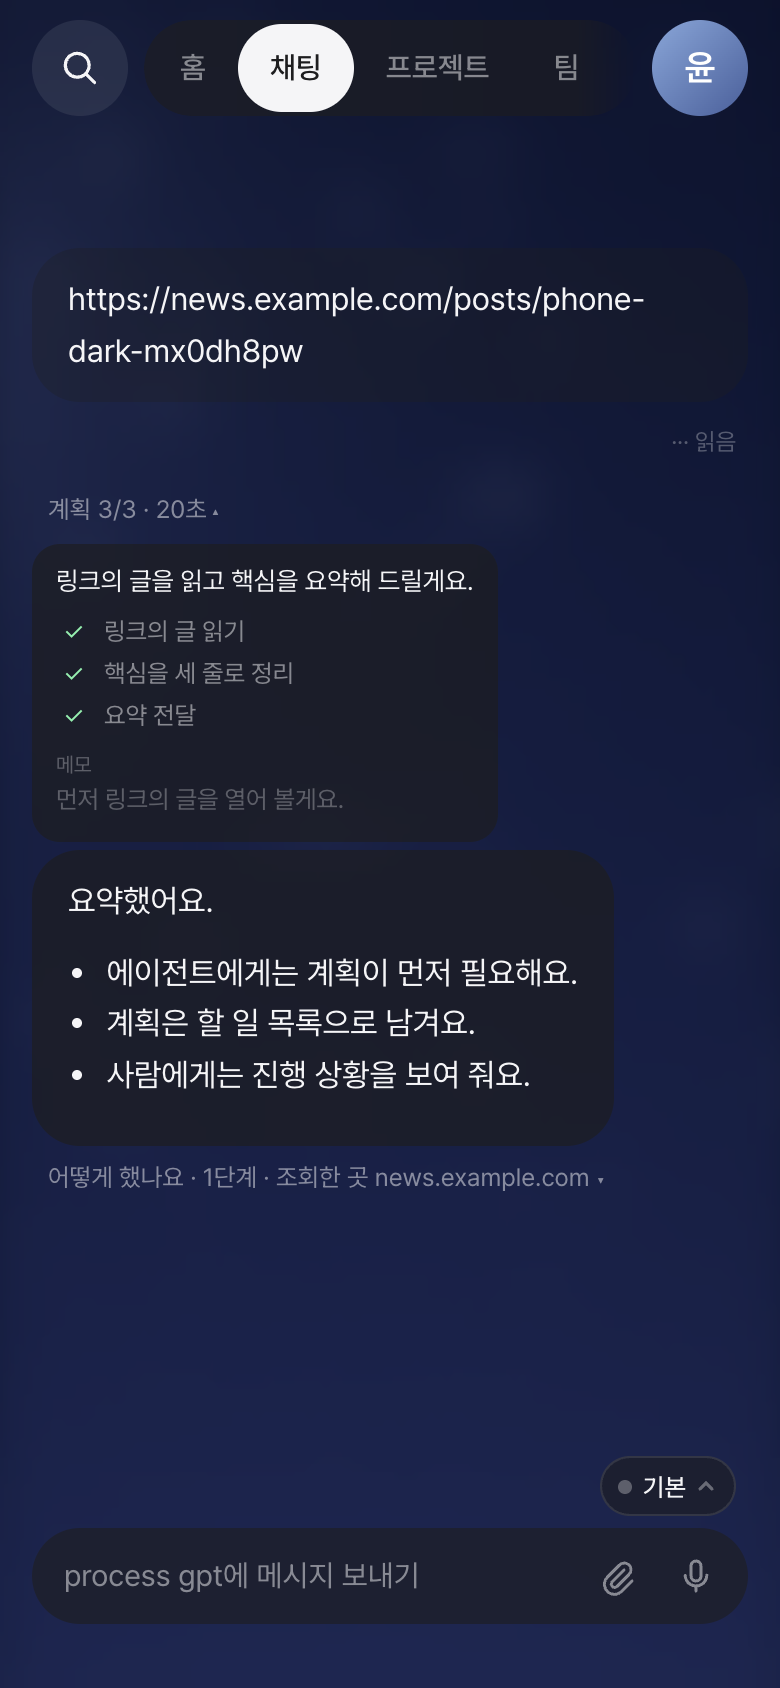 홈 채팅 프로젝트 팀 윤
https://news.example.com/posts/phone-
dark-mx0dh8pw
··· 읽음
계획 3/3 · 20초 ▴
링크의 글을 읽고 핵심을 요약해 드릴게요.
✓ 링크의 글 읽기
✓ 핵심을 세 줄로 정리
✓ 요약 전달
메모
먼저 링크의 글을 열어 볼게요.
요약했어요.
• 에이전트에게는 계획이 먼저 필요해요.
• 계획은 할 일 목록으로 남겨요.
• 사람에게는 진행 상황을 보여 줘요.
어떻게 했나요 · 1단계 · 조회한 곳 news.example.com ▾
기본
process gpt에 메시지 보내기